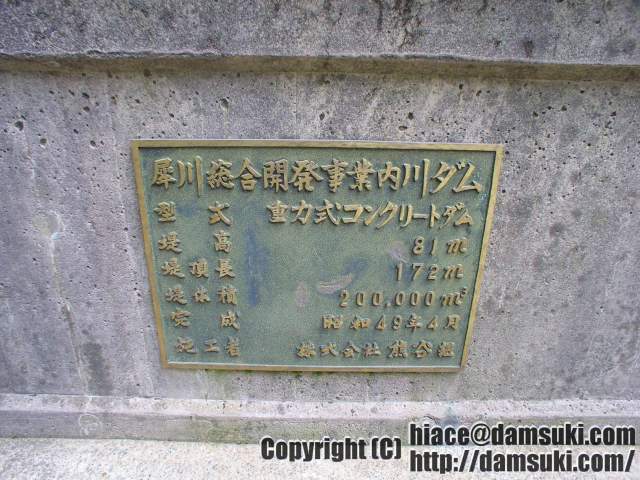 犀川総合開発事業内川ダム
型式 重力式コンクリートダム
堤高 81m
堤頂長 172m
堤体積 200,000m³
完成 昭和49年4月
施工者 株式会社熊谷組
Copyright (C) hiace@damsuki.com
http://damsuki.com/